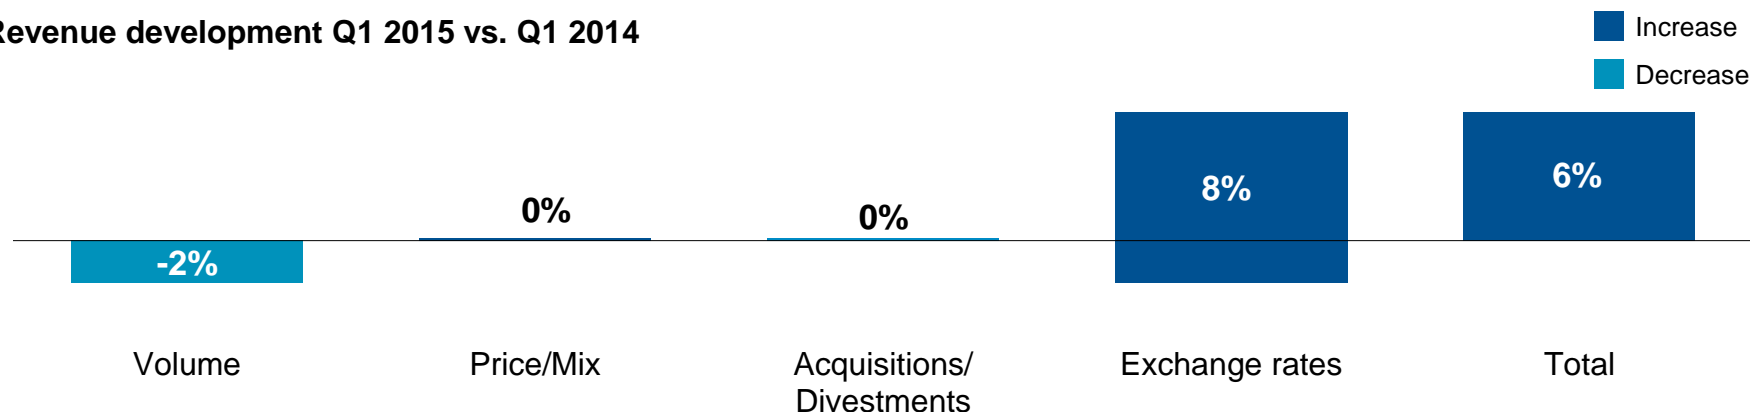 Revenue development Q1 2015 vs. Q1 2014
Increase
Decrease
-2%
0%
0%
8%
6%
Volume
Price/Mix
Acquisitions/
Divestments
Exchange rates
Total